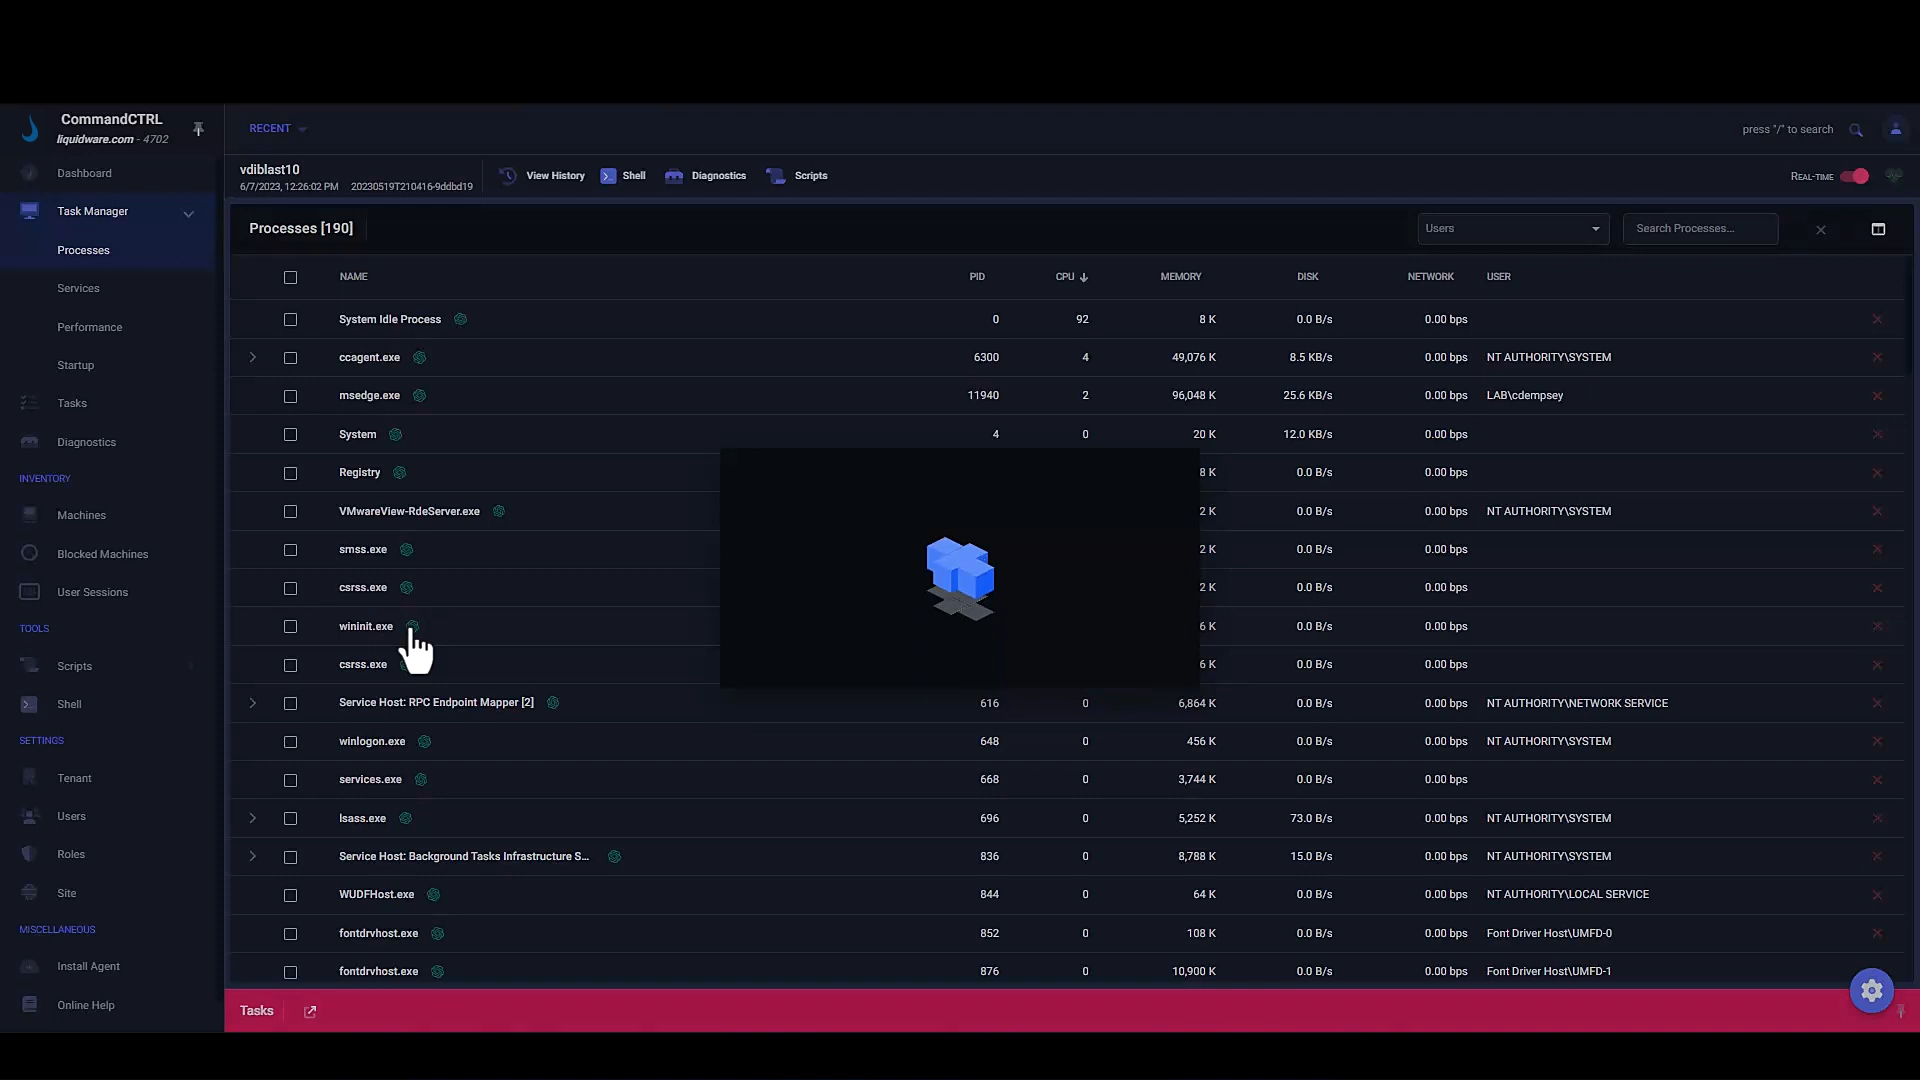 CommandCTRL
liquidware.com - 4702
RECENT
press "/" to search
Dashboard
Task Manager
Processes
Services
Performance
Startup
Tasks
Diagnostics
INVENTORY
Machines
Blocked Machines
User Sessions
TOOLS
Scripts
Shell
SETTINGS
Tenant
Users
Roles
Site
MISCELLANEOUS
Install Agent
Online Help
vdiblast10
6/7/2023, 12:26:02 PM 20230519T210416-9ddbd19
View History Shell Diagnostics Scripts
REAL-TIME
Processes [190]
Users
Search Processes...
NAME PID CPU MEMORY DISK NETWORK USER
System Idle Process 0 92 8 K 0.0 B/s 0.00 bps
ccagent.exe 6300 4 49,076 K 8.5 KB/s 0.00 bps NT AUTHORITY\SYSTEM
msedge.exe 11940 2 96,048 K 25.6 KB/s 0.00 bps LAB\cdempsey
System 4 0 20 K 12.0 KB/s 0.00 bps
Registry 8 K 0.0 B/s 0.00 bps
VMwareView-RdeServer.exe 2 K 0.0 B/s 0.00 bps NT AUTHORITY\SYSTEM
smss.exe 2 K 0.0 B/s 0.00 bps
csrss.exe 2 K 0.0 B/s 0.00 bps
wininit.exe 6 K 0.0 B/s 0.00 bps
csrss.exe 6 K 0.0 B/s 0.00 bps
Service Host: RPC Endpoint Mapper [2] 616 0 6,864 K 0.0 B/s 0.00 bps NT AUTHORITY\NETWORK SERVICE
winlogon.exe 648 0 456 K 0.0 B/s 0.00 bps NT AUTHORITY\SYSTEM
services.exe 668 0 3,744 K 0.0 B/s 0.00 bps
lsass.exe 696 0 5,252 K 73.0 B/s 0.00 bps NT AUTHORITY\SYSTEM
Service Host: Background Tasks Infrastructure S... 836 0 8,788 K 15.0 B/s 0.00 bps NT AUTHORITY\SYSTEM
WUDFHost.exe 844 0 64 K 0.0 B/s 0.00 bps NT AUTHORITY\LOCAL SERVICE
fontdrvhost.exe 852 0 108 K 0.0 B/s 0.00 bps Font Driver Host\UMFD-0
fontdrvhost.exe 876 0 10,900 K 0.0 B/s 0.00 bps Font Driver Host\UMFD-1
Tasks